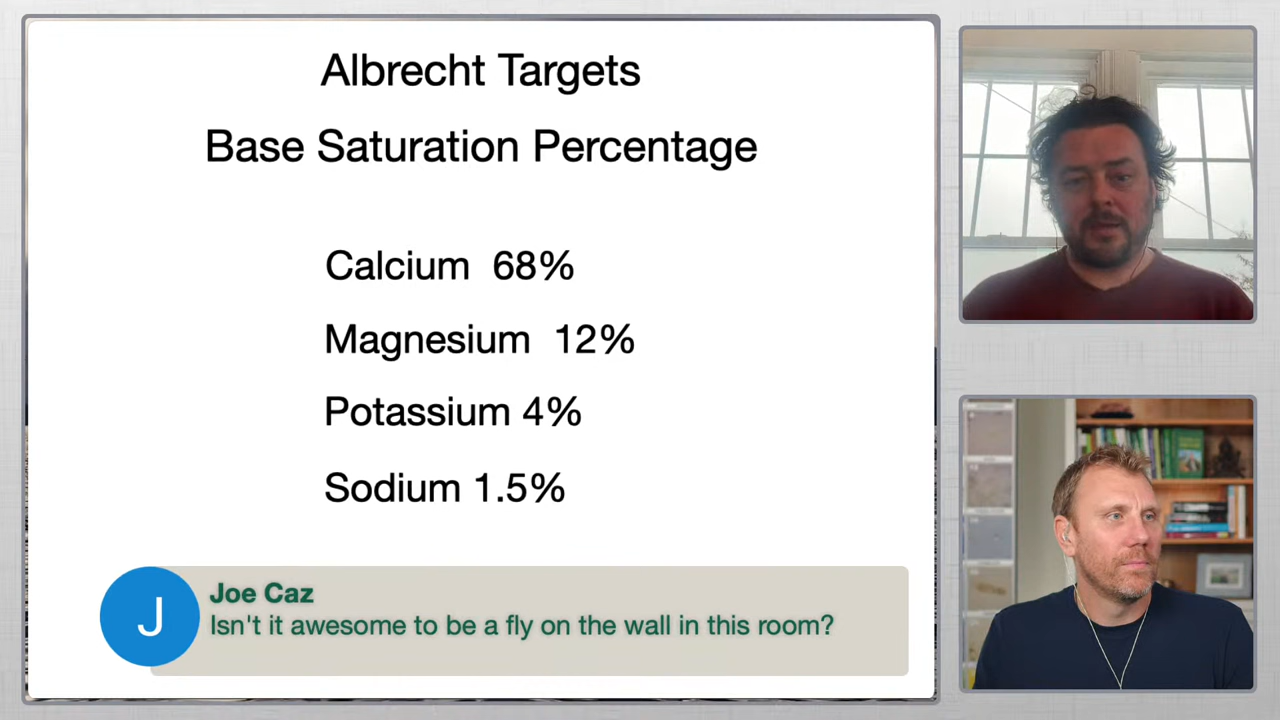 Albrecht Targets
Base Saturation Percentage
Calcium 68%
Magnesium 12%
Potassium 4%
Sodium 1.5%
J
Joe Caz
Isn't it awesome to be a fly on the wall in this room?